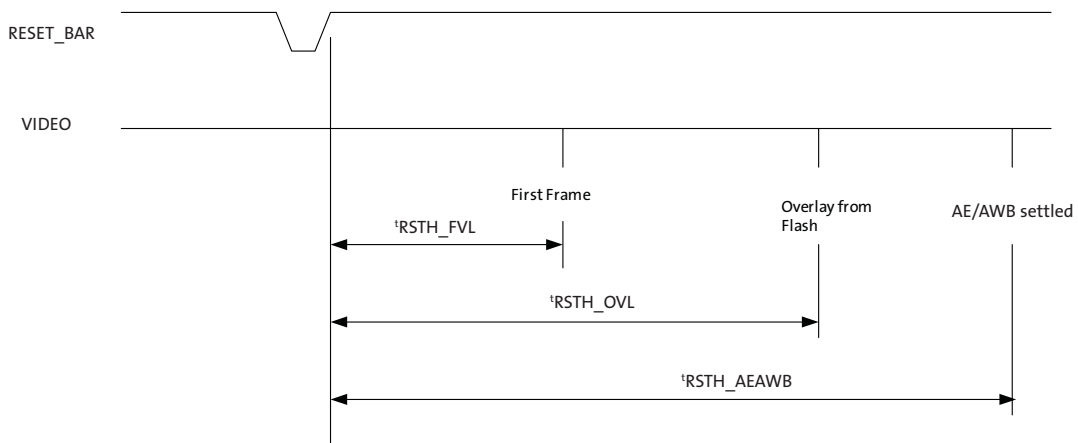 RESET_BAR
VIDEO
First Frame
Overlay from
Flash
AE/AWB settled
tRSTH_FVL
tRSTH_OVL
tRSTH_AEAWB